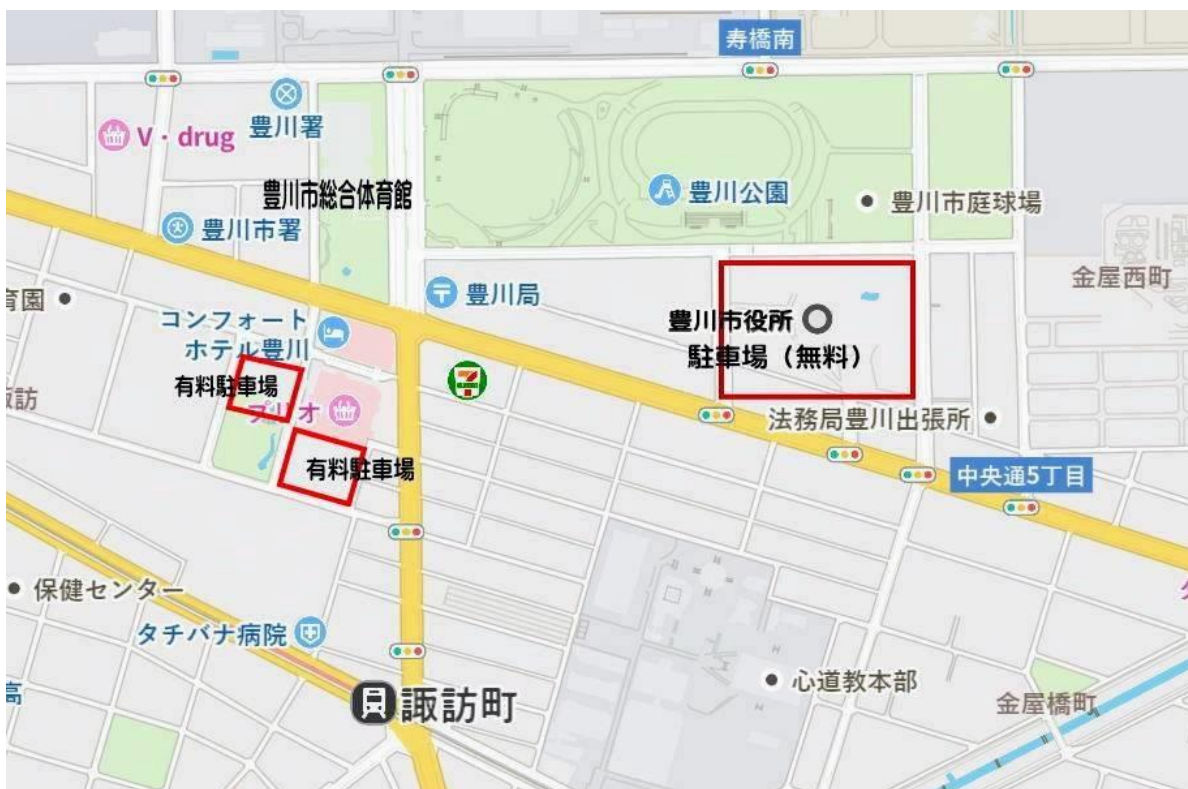 寿橋南
豊川署
V・drug
豊川市総合体育館
豊川公園
豊川市庭球場
豊川市署
金屋西町
育園
豊川局
コンフォート
ホテル豊川
豊川市役所
駐車場（無料）
有料駐車場
諏訪
プリオ
法務局豊川出張所
有料駐車場
中央通5丁目
保健センター
タチバナ病院
心道教本部
高
諏訪町
金屋橋町